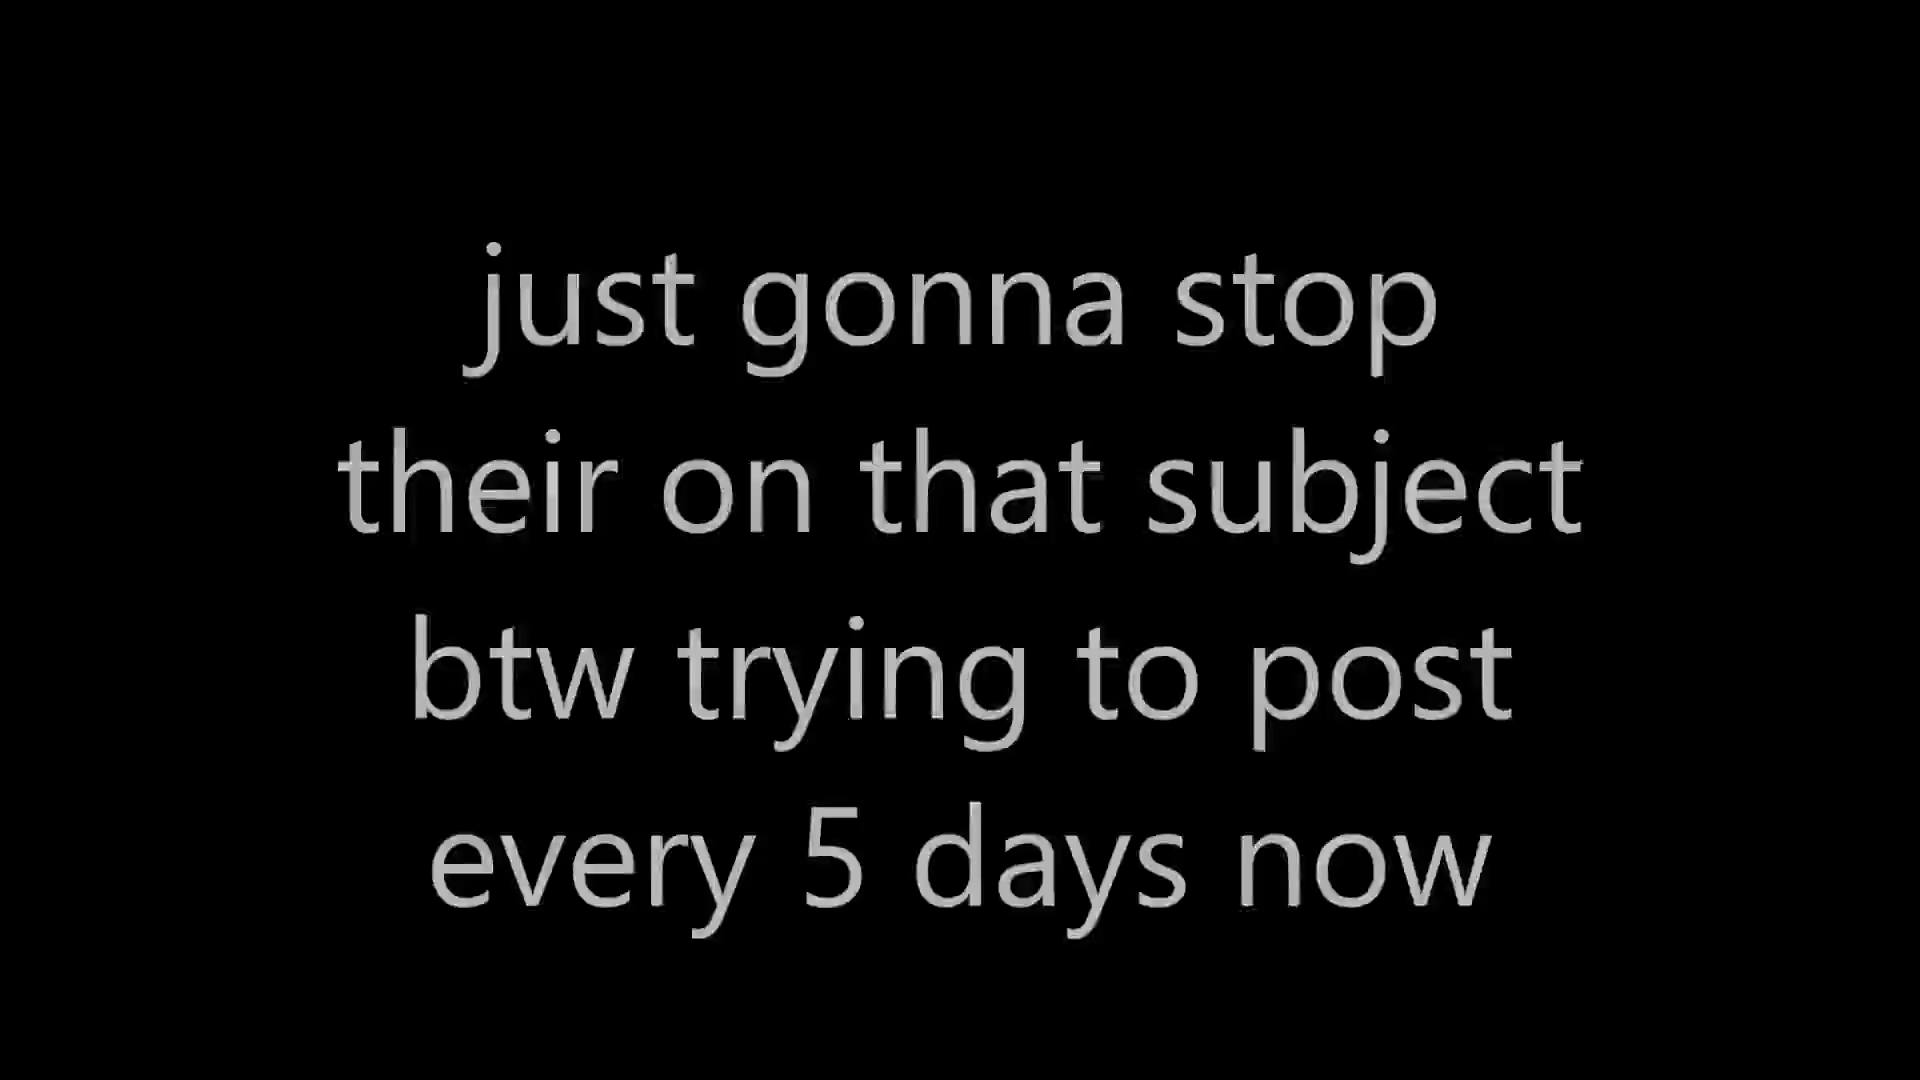 just gonna stop
their on that subject
btw trying to post
every 5 days now